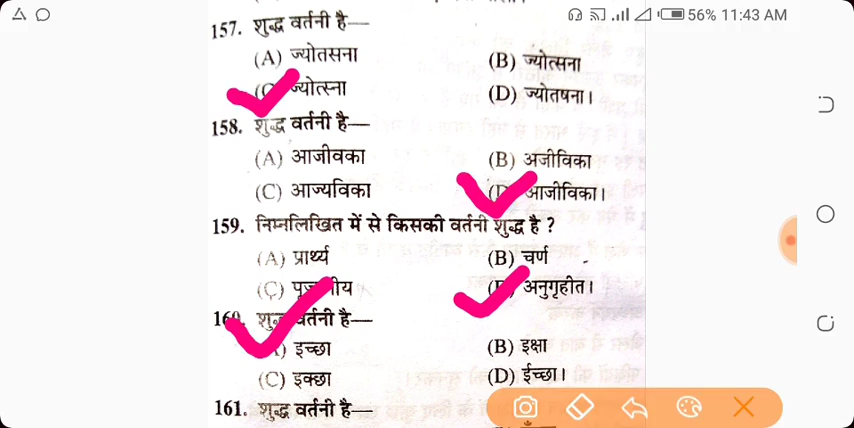 56% 11:43 AM
157. शुद्ध वर्तनी है—
(A) ज्योतसना (B) ज्योत्सना
ज्योत्स्ना (D) ज्योतषना।
158. शुद्ध वर्तनी है—
(A) आजीवका (B) अजीविका
(C) आज्यविका आजीविका।
159. निम्नलिखित में से किसकी वर्तनी शुद्ध है ?
(A) प्रार्थ्य (B) चर्ण
(C) अनुगृहीत।
वर्तनी है—
इच्छा (B) इक्षा
(C) इक्छा (D) ईच्छा।
161. शुद्ध वर्तनी है—